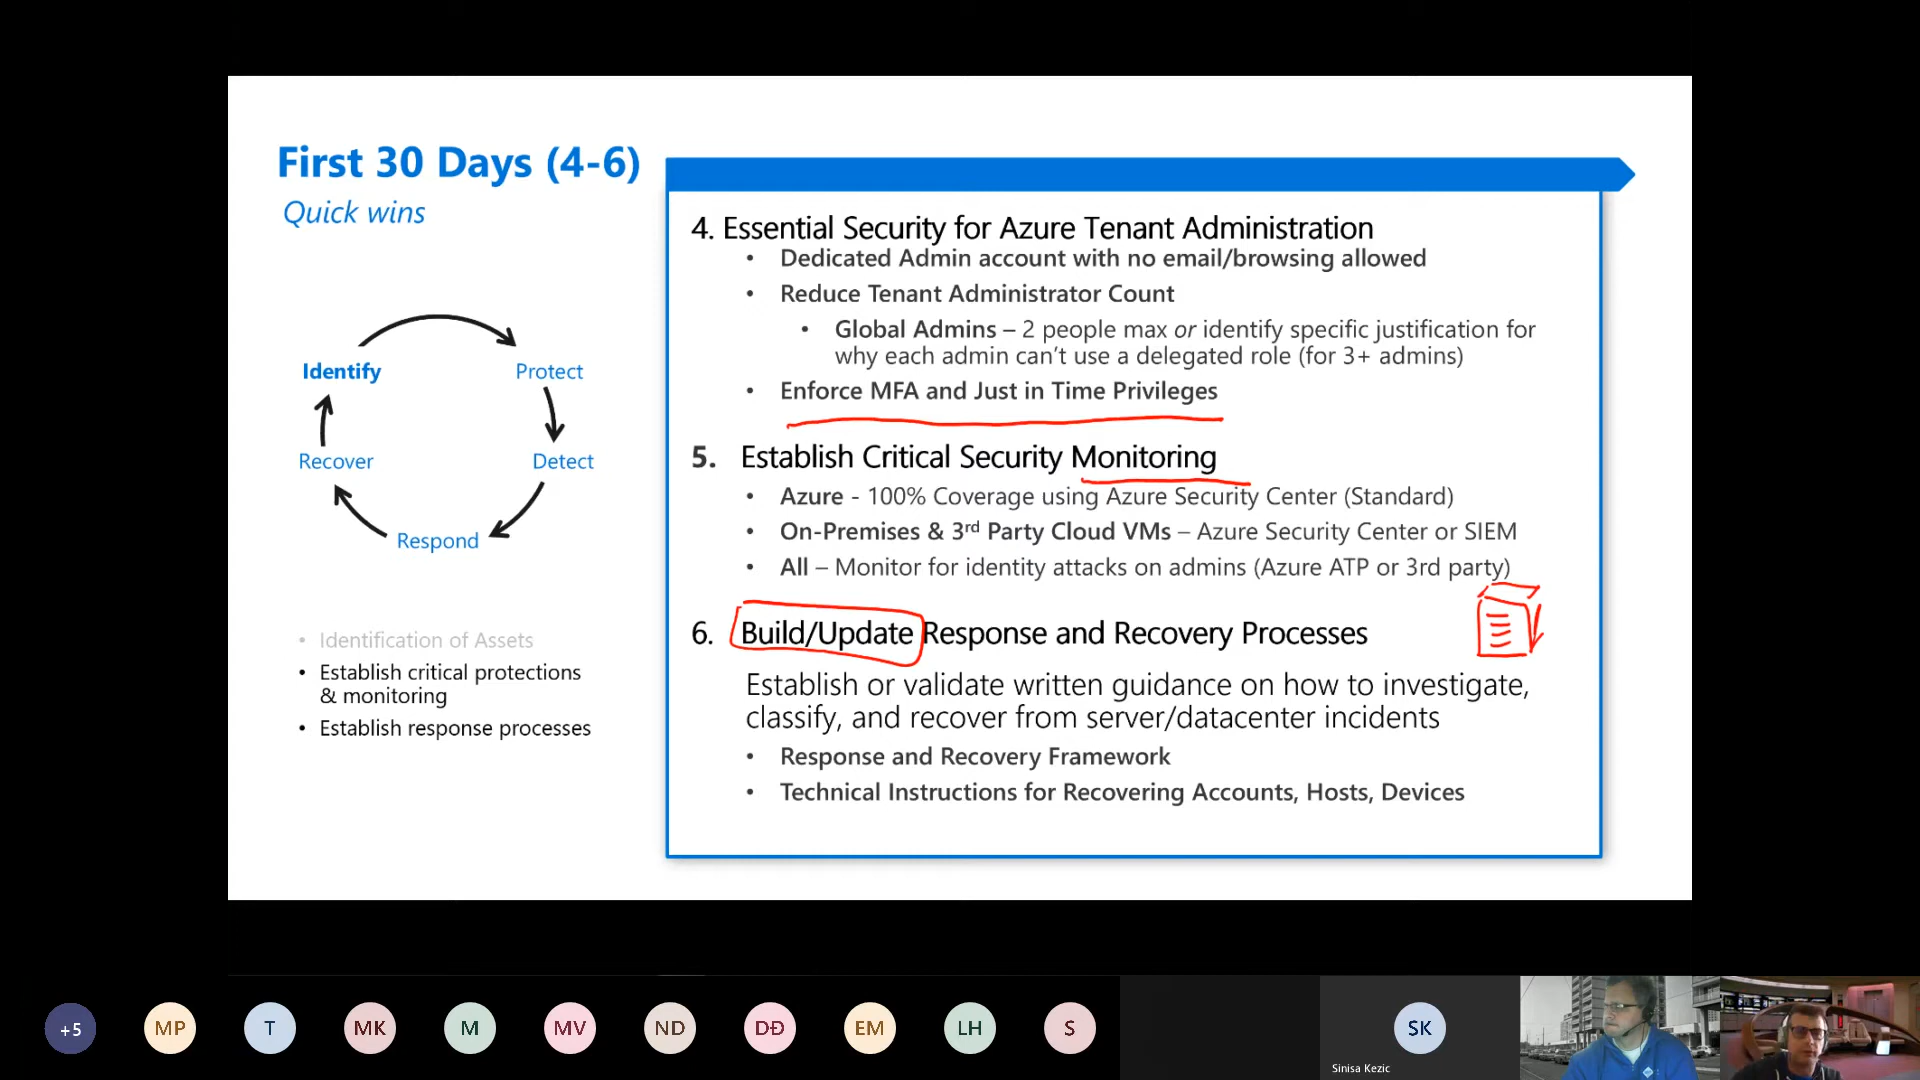 First 30 Days (4-6)
Quick wins
Identify
Protect
Recover
Detect
Respond
• Identification of Assets
• Establish critical protections
& monitoring
• Establish response processes
4. Essential Security for Azure Tenant Administration
• Dedicated Admin account with no email/browsing allowed
• Reduce Tenant Administrator Count
• Global Admins – 2 people max or identify specific justification for
why each admin can't use a delegated role (for 3+ admins)
• Enforce MFA and Just in Time Privileges
5. Establish Critical Security Monitoring
• Azure - 100% Coverage using Azure Security Center (Standard)
• On-Premises & 3rd Party Cloud VMs – Azure Security Center or SIEM
• All – Monitor for identity attacks on admins (Azure ATP or 3rd party)
6. Build/Update Response and Recovery Processes
Establish or validate written guidance on how to investigate,
classify, and recover from server/datacenter incidents
• Response and Recovery Framework
• Technical Instructions for Recovering Accounts, Hosts, Devices
+5 MP T MK M MV ND DĐ EM LH S SK
Sinisa Kezic